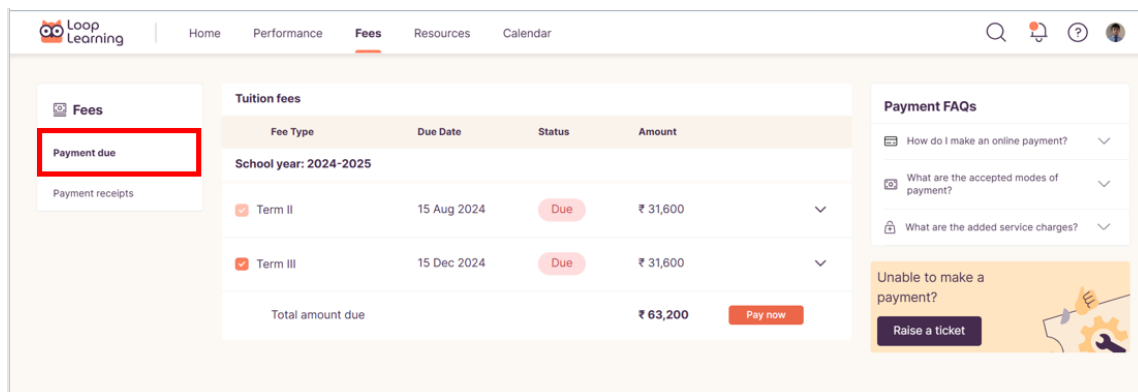 Loop
Learning
Home Performance Fees Resources Calendar
Fees
Payment due
Payment receipts
Tuition fees
Fee Type Due Date Status Amount
School year: 2024-2025
Term II 15 Aug 2024 Due ₹ 31,600
Term III 15 Dec 2024 Due ₹ 31,600
Total amount due ₹ 63,200 Pay now
Payment FAQs
How do I make an online payment?
What are the accepted modes of
payment?
What are the added service charges?
Unable to make a
payment?
Raise a ticket